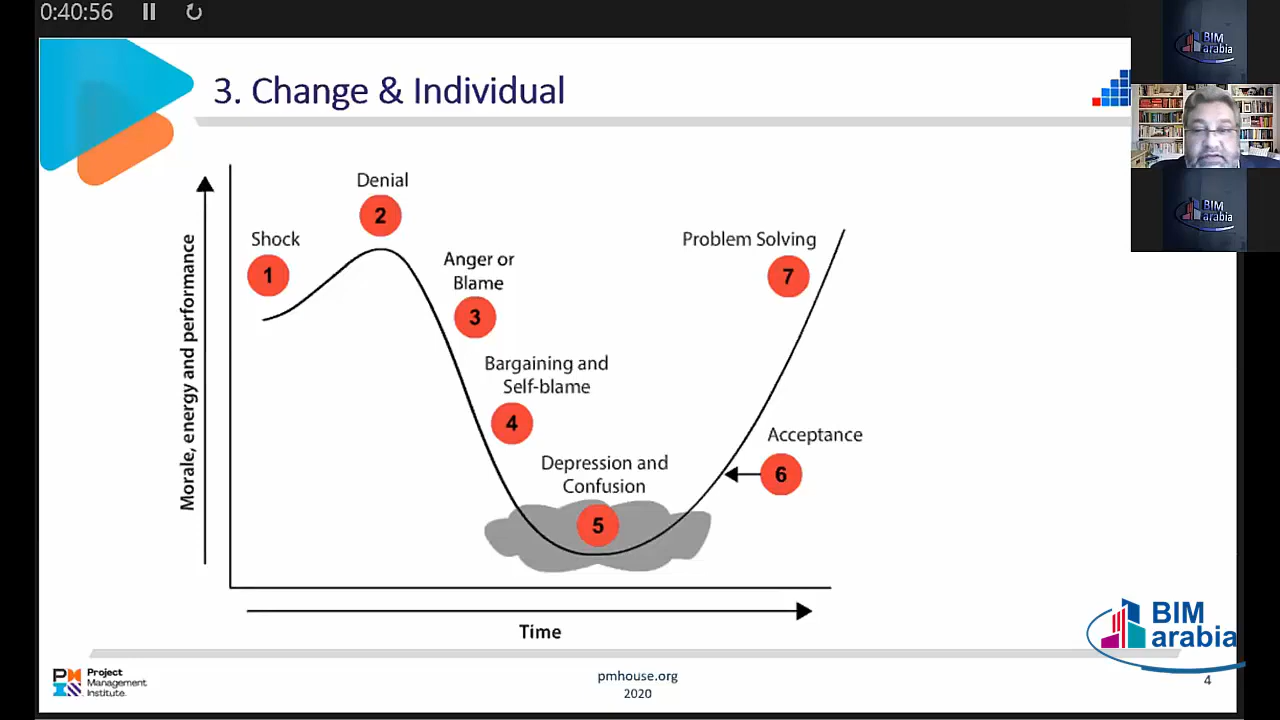 0:40:56
BIM
arabia
3. Change & Individual
Denial
2
Shock
1
Anger or
Blame
3
Problem Solving
7
Bargaining and
Self-blame
4
Acceptance
6
Depression and
Confusion
5
Morale, energy and performance
Time
BIM
arabia
BIM
arabia
Project
Management
Institute.
pmhouse.org
2020
4